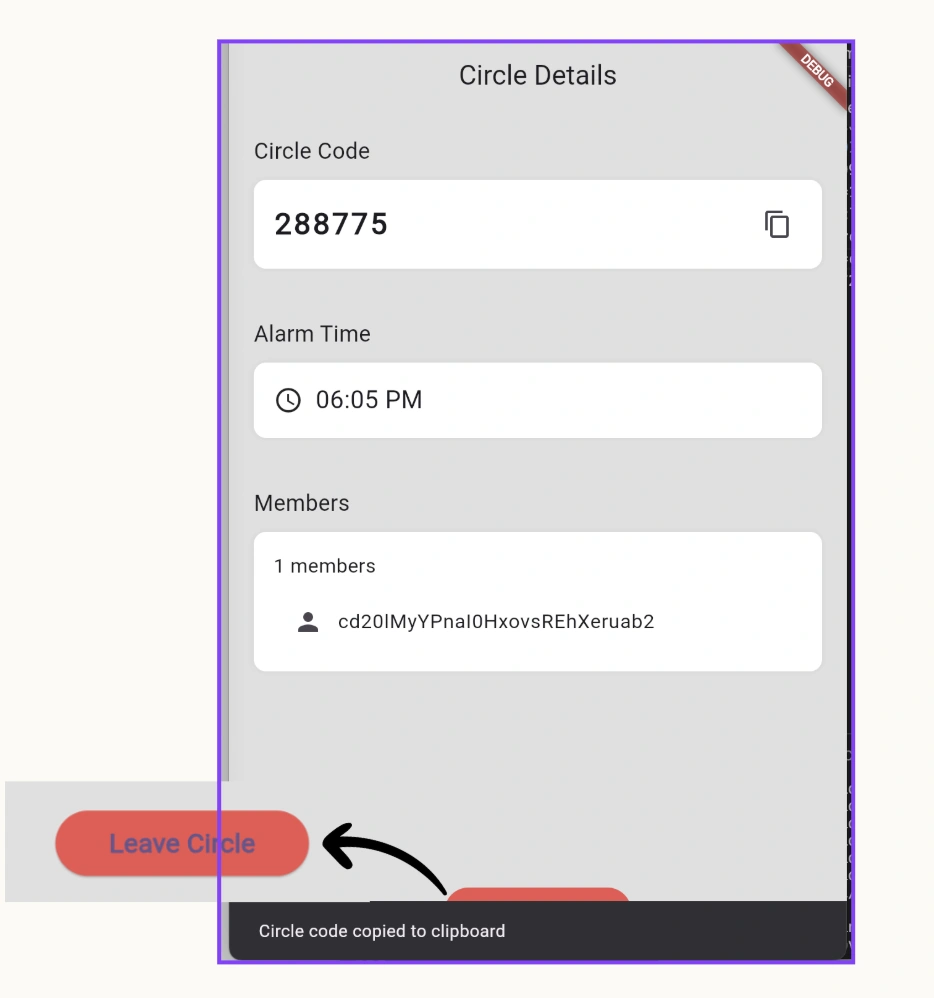 Circle Details
DEBUG
Circle Code
288775
Alarm Time
06:05 PM
Members
1 members
cd20lMyYPnal0HxovsREhXeruab2
Leave Circle
Circle code copied to clipboard